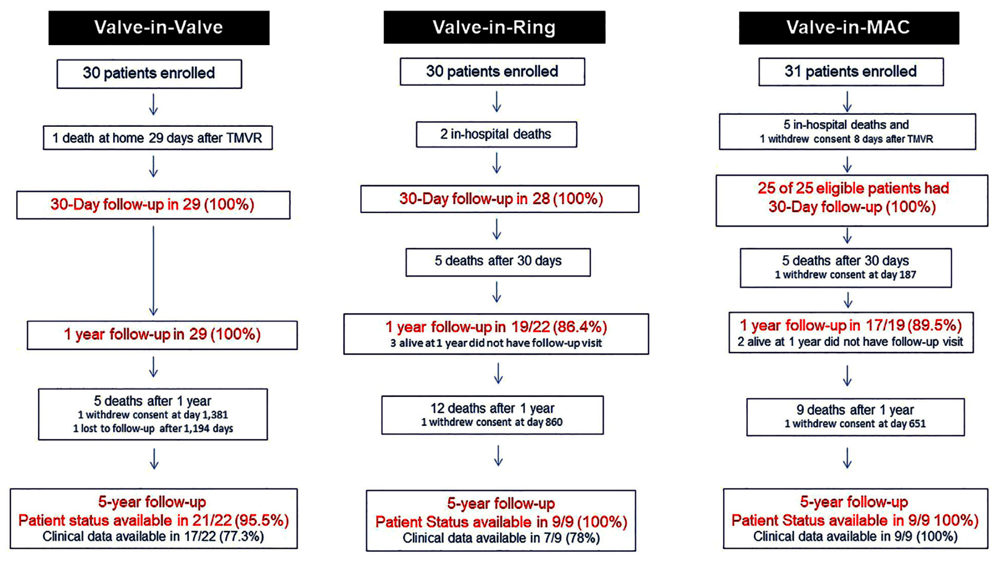 Valve-in-Valve
30 patients enrolled
1 death at home 29 days after TMVR
30-Day follow-up in 29 (100%)
1 year follow-up in 29 (100%)
5 deaths after 1 year
1 withdrew consent at day 1,381
1 lost to follow-up after 1,194 days
5-year follow-up
Patient status available in 21/22 (95.5%)
Clinical data available in 17/22 (77.3%)
Valve-in-Ring
30 patients enrolled
2 in-hospital deaths
30-Day follow-up in 28 (100%)
5 deaths after 30 days
1 year follow-up in 19/22 (86.4%)
3 alive at 1 year did not have follow-up visit
12 deaths after 1 year
1 withdrew consent at day 860
5-year follow-up
Patient Status available in 9/9 (100%)
Clinical data available in 7/9 (78%)
Valve-in-MAC
31 patients enrolled
5 in-hospital deaths and
1 withdrew consent 8 days after TMVR
25 of 25 eligible patients had
30-Day follow-up (100%)
5 deaths after 30 days
1 withdrew consent at day 187
1 year follow-up in 17/19 (89.5%)
2 alive at 1 year did not have follow-up visit
9 deaths after 1 year
1 withdrew consent at day 651
5-year follow-up
Patient Status available in 9/9 100%)
Clinical data available in 9/9 (100%)